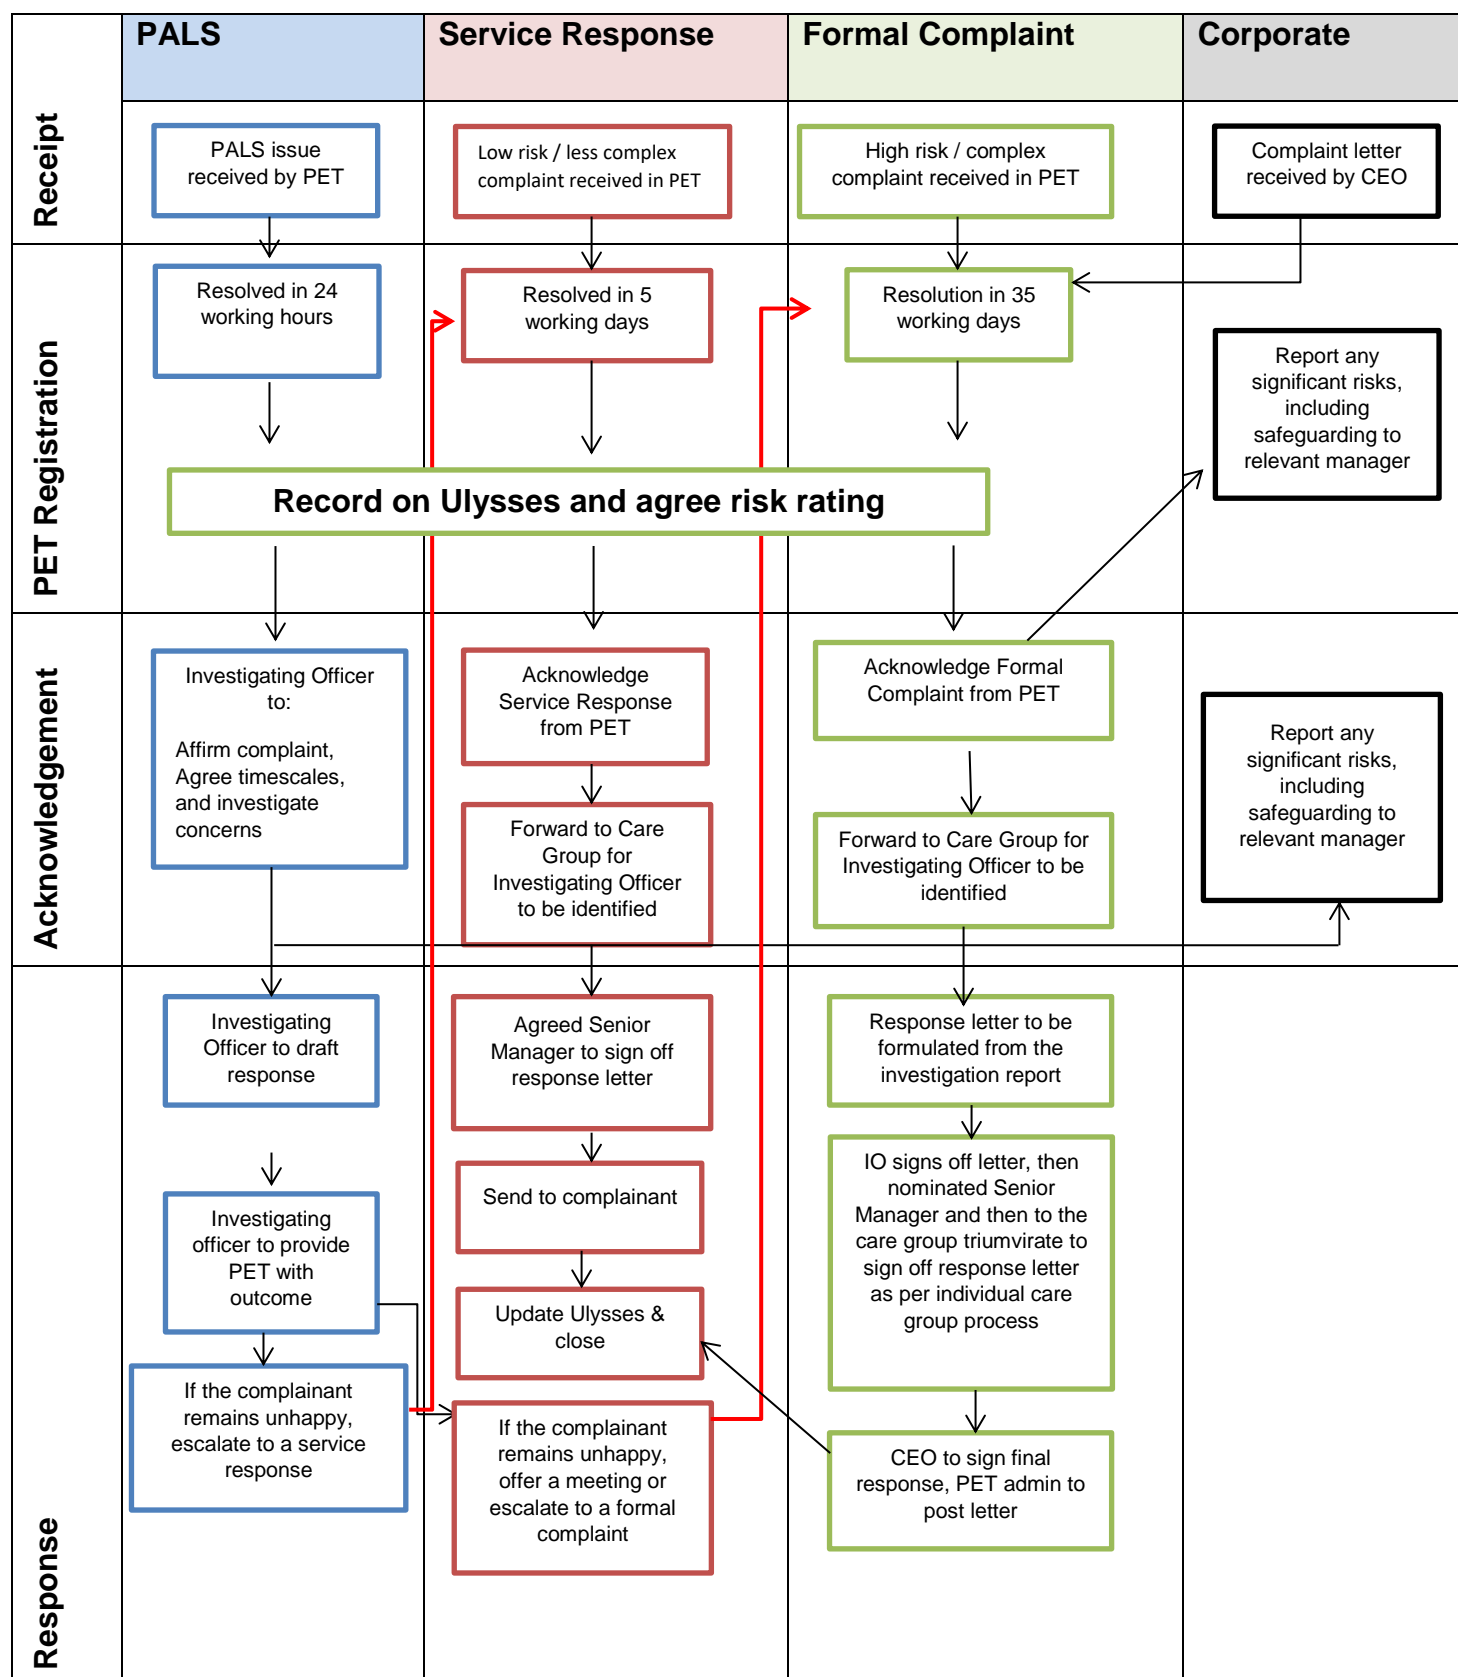 PALS
Service Response
Formal Complaint
Corporate
Receipt
PALS issue
received by PET
Low risk / less complex
complaint received in PET
High risk / complex
complaint received in PET
Complaint letter
received by CEO
PET Registration
Resolved in 24
working hours
Resolved in 5
working days
Resolution in 35
working days
Report any
significant risks,
including
safeguarding to
relevant manager
Record on Ulysses and agree risk rating
Acknowledgement
Investigating Officer
to:
Affirm complaint,
Agree timescales,
and investigate
concerns
Acknowledge
Service Response
from PET
Forward to Care
Group for
Investigating Officer
to be identified
Acknowledge Formal
Complaint from PET
Forward to Care Group for
Investigating Officer to be
identified
Report any
significant risks,
including
safeguarding to
relevant manager
Response
Investigating
Officer to draft
response
Investigating
officer to provide
PET with
outcome
If the complainant
remains unhappy,
escalate to a service
response
Agreed Senior
Manager to sign off
response letter
Send to complainant
Update Ulysses &
close
If the complainant
remains unhappy,
offer a meeting or
escalate to a formal
complaint
Response letter to be
formulated from the
investigation report
IO signs off letter, then
nominated Senior
Manager and then to the
care group triumvirate to
sign off response letter
as per individual care
group process
CEO to sign final
response, PET admin to
post letter